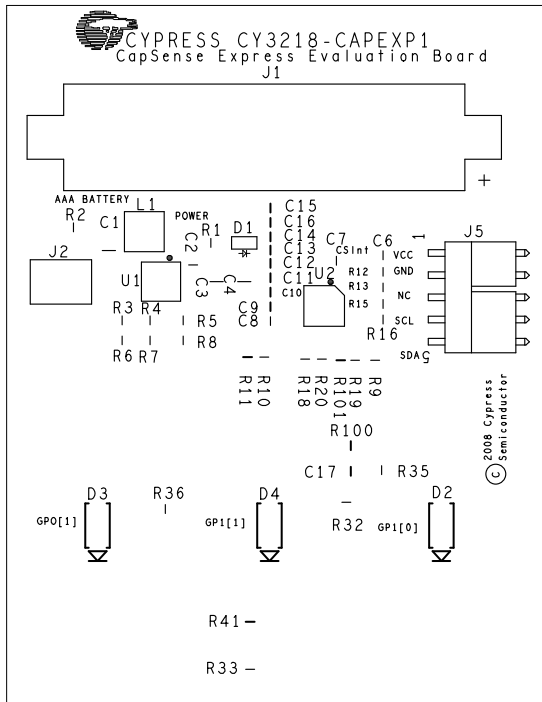 CYPRESS CY3218-CAPEXP1
CapSense Express Evaluation Board
J1
+
AAA BATTERY
R2
C1
L1
POWER
R1
D1
C2
J2
U1
C3
C4
C15
C16
C14
C13
C12
C11
C10
C9
C8
C7
CSInt
C6
U2
R12
R13
R15
R16
1
J5
VCC
GND
NC
SCL
SDA
5
R3
R4
R5
R6
R7
R8
R11
R10
R18
R20
R101
R19
R9
R100
C17
R35
© 2008 Cypress
Semiconductor
D3
GP0[1]
R36
D4
GP1[1]
R32
D2
GP1[0]
R41
R33